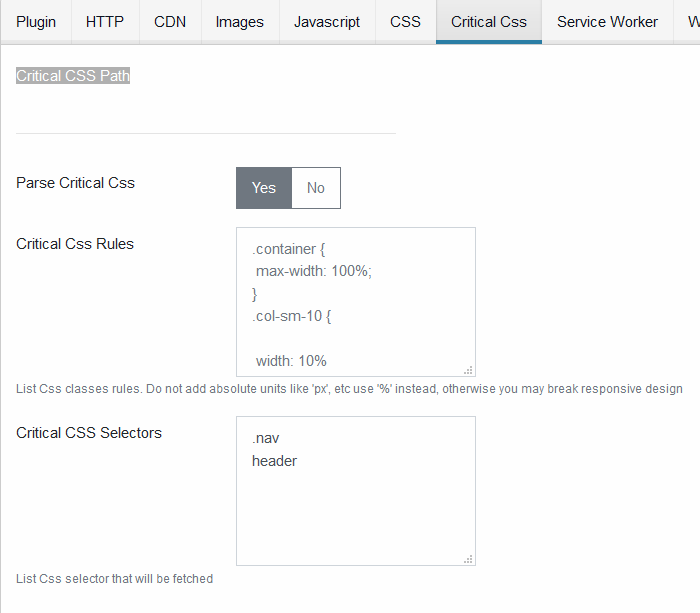 Plugin HTTP CDN Images Javascript CSS Critical Css Service Worker
Critical CSS Path
Parse Critical Css Yes No
Critical Css Rules
.container {
max-width: 100%;
}
.col-sm-10 {
width: 10%
List Css classes rules. Do not add absolute units like 'px', etc use '%' instead, otherwise you may break responsive design
Critical CSS Selectors
.nav
header
List Css selector that will be fetched